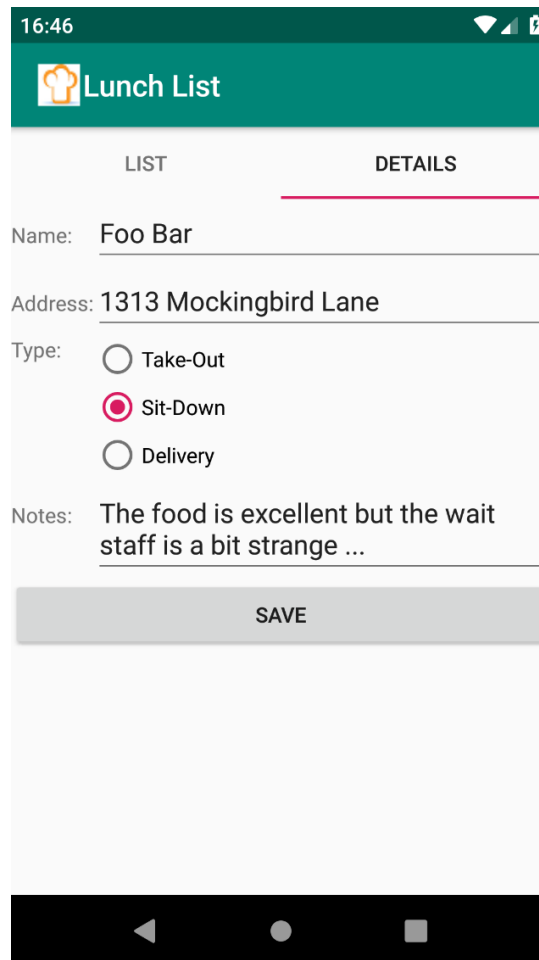 16:46
Lunch List
LIST DETAILS
Name: Foo Bar
Address: 1313 Mockingbird Lane
Type: Take-Out
Sit-Down
Delivery
Notes: The food is excellent but the wait
staff is a bit strange ...
SAVE